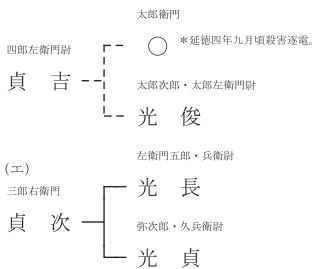 太郎衛門
○ ＊延徳四年九月頃殺害逐電。
四郎左衛門尉
貞 吉
太郎次郎・太郎左衛門尉
光 俊
(エ)
左衛門五郎・兵衛尉
光 長
三郎右衛門
貞 次
弥次郎・久兵衛尉
光 貞